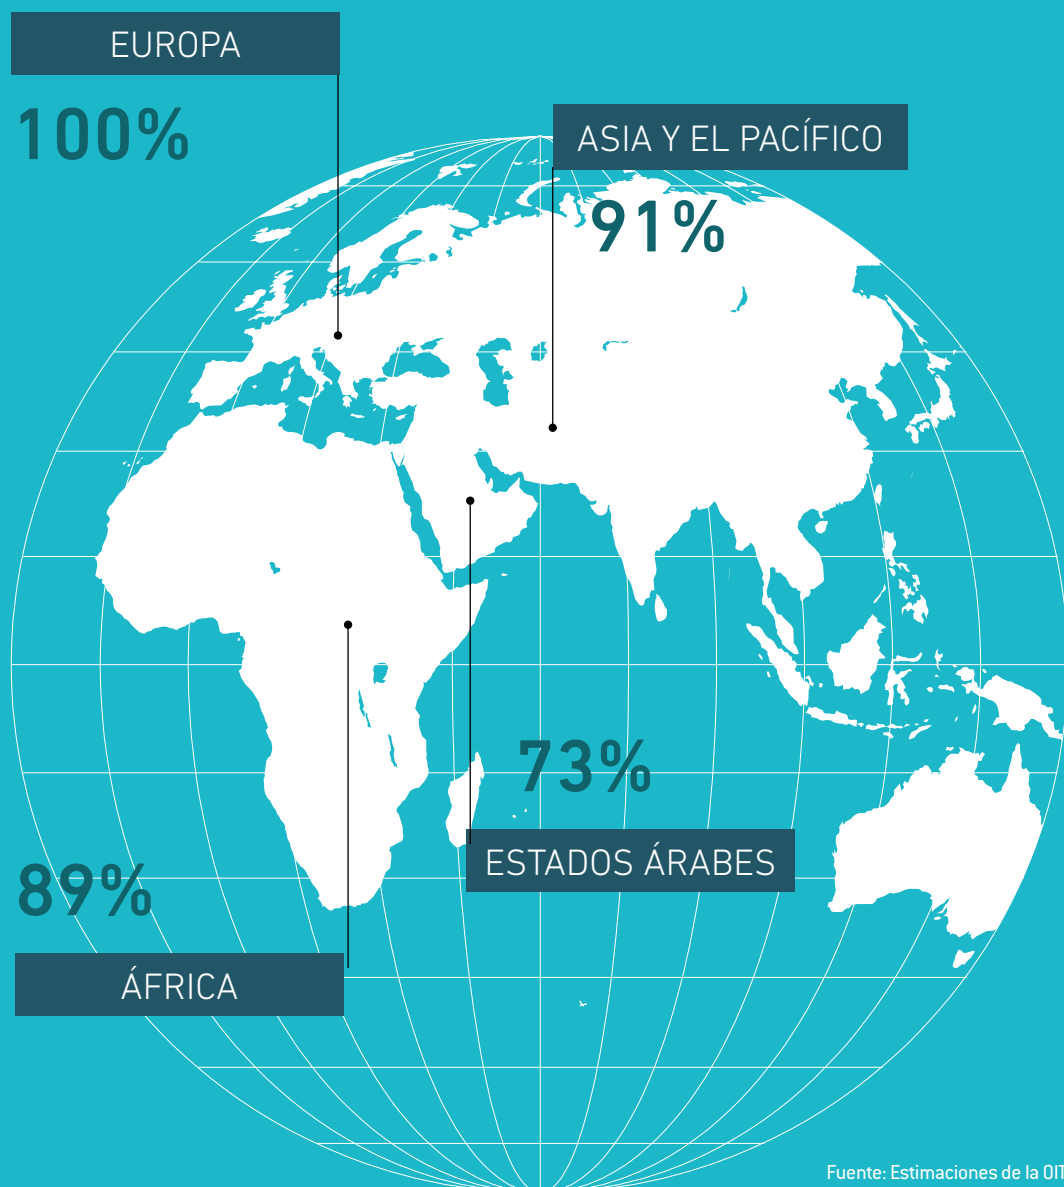 EUROPA
100%
ASIA Y EL PACÍFICO
91%
73%
ESTADOS ÁRABES
89%
ÁFRICA
Fuente: Estimaciones de la OIT